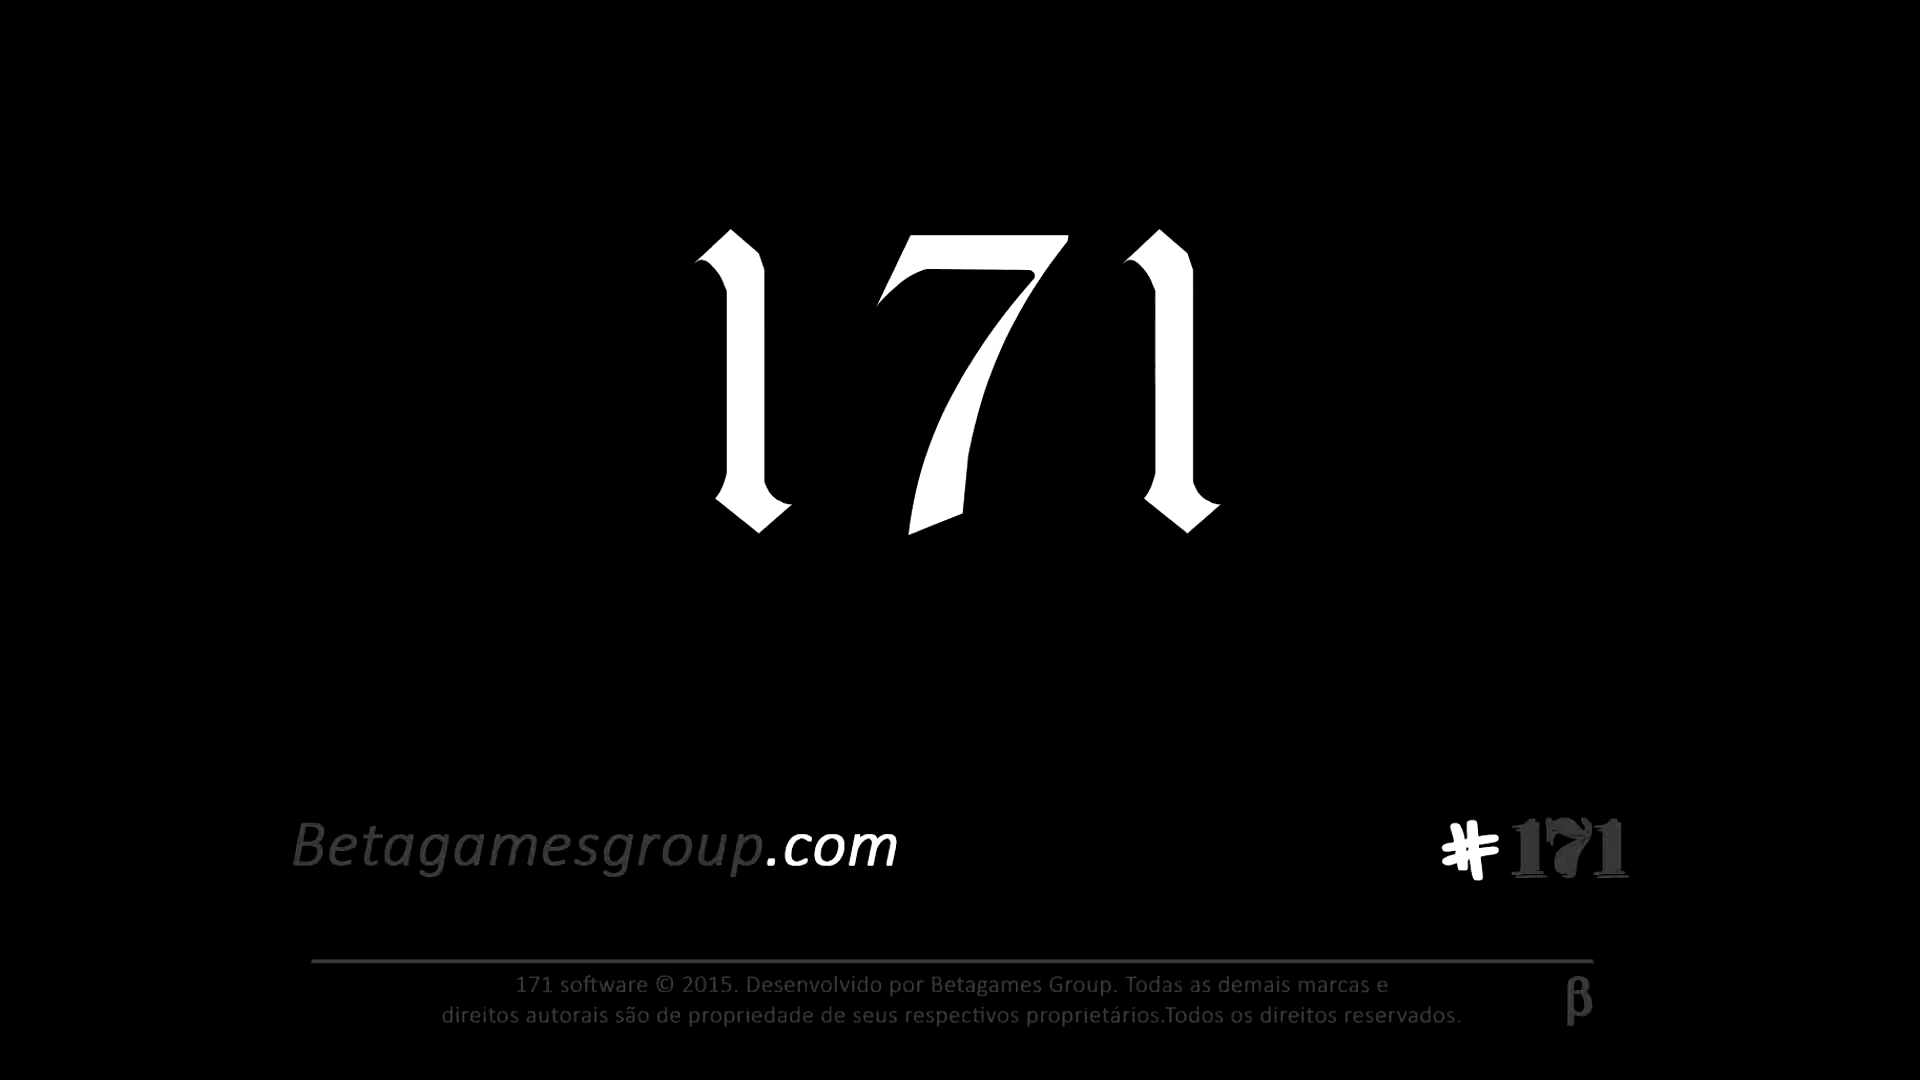 171
Betagamesgroup.com
#171
171 software © 2015. Desenvolvido por Betagames Group. Todas as demais marcas e
direitos autorais são de propriedade de seus respectivos proprietários.Todos os direitos reservados.
β